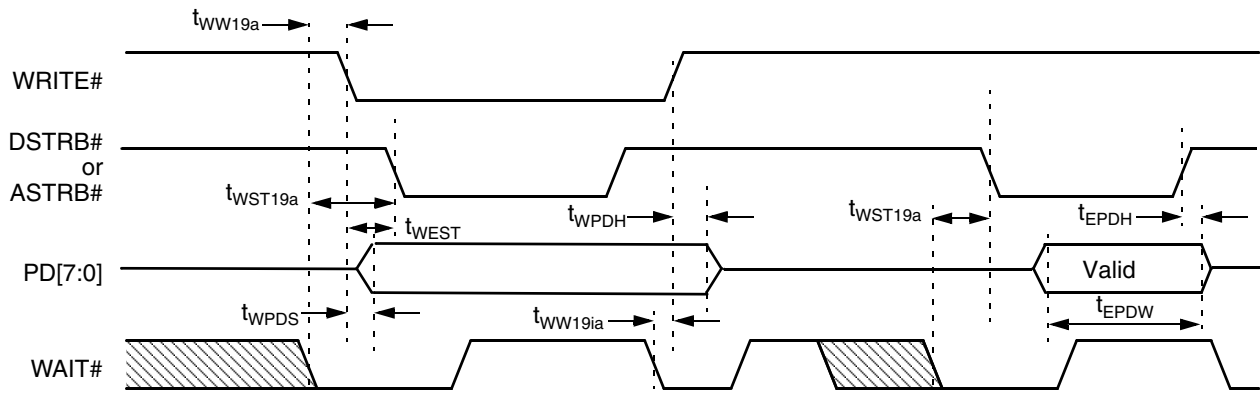 tWW19a
WRITE#
DSTRB#
or
ASTRB#
tWST19a
tWEST
tWPDH
tWST19a
tEPDH
PD[7:0]
Valid
tWPDS
tWW19ia
tEPDW
WAIT#